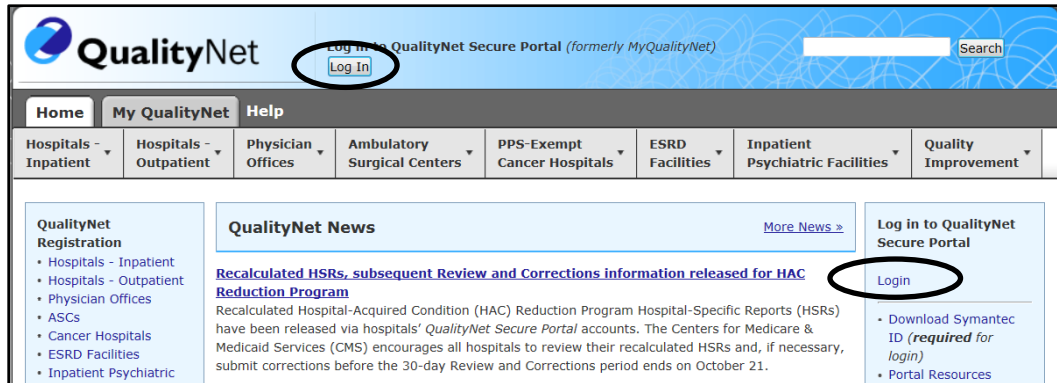 QualityNet
Log in to QualityNet Secure Portal (formerly MyQualityNet)
Log In
Search
Home
My QualityNet
Help
Hospitals -
Inpatient
Hospitals -
Outpatient
Physician
Offices
Ambulatory
Surgical Centers
PPS-Exempt
Cancer Hospitals
ESRD
Facilities
Inpatient
Psychiatric Facilities
Quality
Improvement
QualityNet
Registration
• Hospitals - Inpatient
• Hospitals - Outpatient
• Physician Offices
• ASCs
• Cancer Hospitals
• ESRD Facilities
• Inpatient Psychiatric
QualityNet News
More News »
Recalculated HSRs, subsequent Review and Corrections information released for HAC
Reduction Program
Recalculated Hospital-Acquired Condition (HAC) Reduction Program Hospital-Specific Reports (HSRs)
have been released via hospitals' QualityNet Secure Portal accounts. The Centers for Medicare &
Medicaid Services (CMS) encourages all hospitals to review their recalculated HSRs and, if necessary,
submit corrections before the 30-day Review and Corrections period ends on October 21.
Log in to QualityNet
Secure Portal
Login
• Download Symantec
ID (required for
login)
• Portal Resources